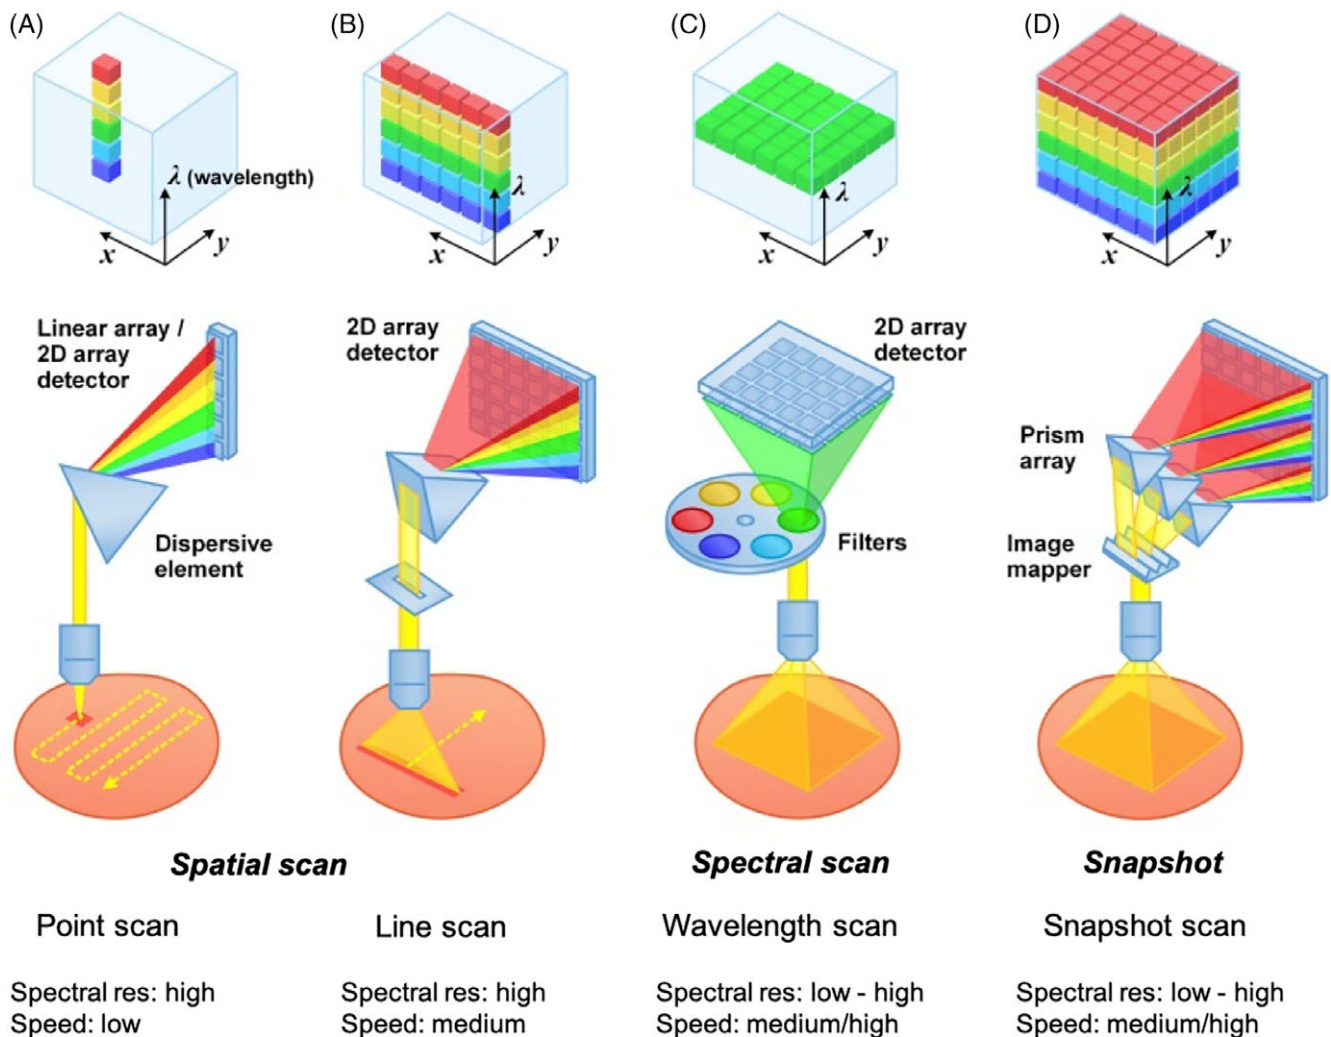 (A)
(B)
(C)
(D)
λ (wavelength)
x
y
λ
x
y
λ
x
y
λ
x
y
Linear array /
2D array
detector
2D array
detector
2D array
detector
Prism
array
Dispersive
element
Filters
Image
mapper
Spatial scan
Spectral scan
Snapshot
Point scan
Line scan
Wavelength scan
Snapshot scan
Spectral res: high
Speed: low
Spectral res: high
Speed: medium
Spectral res: low - high
Speed: medium/high
Spectral res: low - high
Speed: medium/high